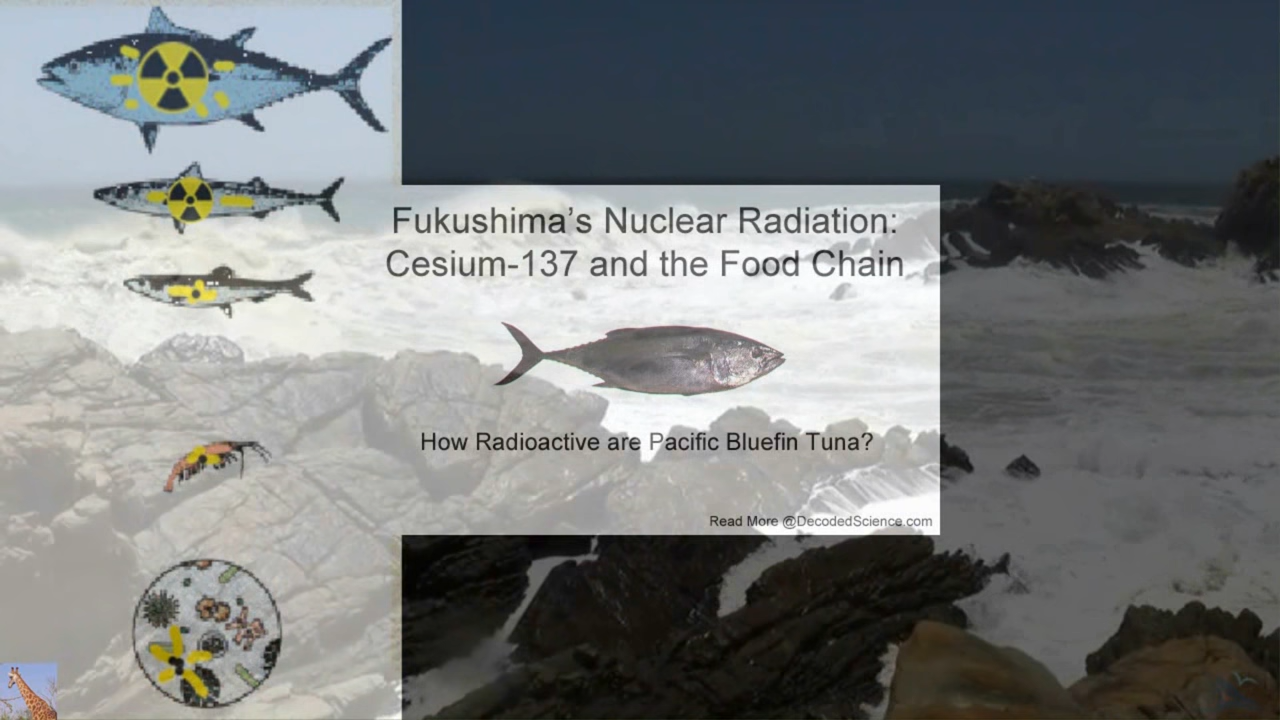 Fukushima’s Nuclear Radiation:
Cesium-137 and the Food Chain
How Radioactive are Pacific Bluefin Tuna?
Read More @DecodedScience.com